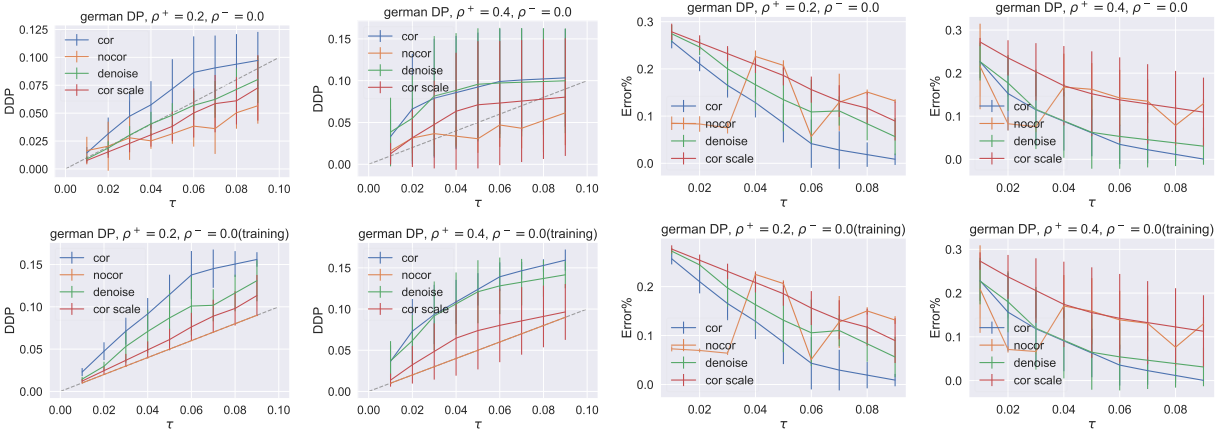 german DP, ρ⁺ = 0.2, ρ⁻ = 0.0
DDP
0.125
0.100
0.075
0.050
0.025
0.000
cor
nocor
denoise
cor scale
0.00 0.02 0.04 0.06 0.08 0.10
τ
german DP, ρ⁺ = 0.4, ρ⁻ = 0.0
DDP
0.15
0.10
0.05
0.00
cor
nocor
denoise
cor scale
0.00 0.02 0.04 0.06 0.08 0.10
τ
german DP, ρ⁺ = 0.2, ρ⁻ = 0.0
Error%
0.3
0.2
0.1
0.0
cor
nocor
denoise
cor scale
0.02 0.04 0.06 0.08
τ
german DP, ρ⁺ = 0.4, ρ⁻ = 0.0
Error%
0.3
0.2
0.1
0.0
cor
nocor
denoise
cor scale
0.02 0.04 0.06 0.08
τ
german DP, ρ⁺ = 0.2, ρ⁻ = 0.0(training)
DDP
0.15
0.10
0.05
0.00
cor
nocor
denoise
cor scale
0.00 0.02 0.04 0.06 0.08 0.10
τ
german DP, ρ⁺ = 0.4, ρ⁻ = 0.0(training)
DDP
0.15
0.10
0.05
0.00
cor
nocor
denoise
cor scale
0.00 0.02 0.04 0.06 0.08 0.10
τ
german DP, ρ⁺ = 0.2, ρ⁻ = 0.0(training)
Error%
0.2
0.1
0.0
cor
nocor
denoise
cor scale
0.02 0.04 0.06 0.08
τ
german DP, ρ⁺ = 0.4, ρ⁻ = 0.0(training)
Error%
0.3
0.2
0.1
0.0
cor
nocor
denoise
cor scale
0.02 0.04 0.06 0.08
τ